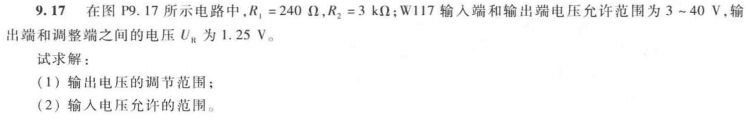 9.17 在图 P9.17 所示电路中,R₁ = 240 Ω,R₂ = 3 kΩ;W117 输入端和输出端电压允许范围为 3 ~ 40 V,输
出端和调整端之间的电压 U_R 为 1.25 V。
试求解:
(1) 输出电压的调节范围;
(2) 输入电压允许的范围。